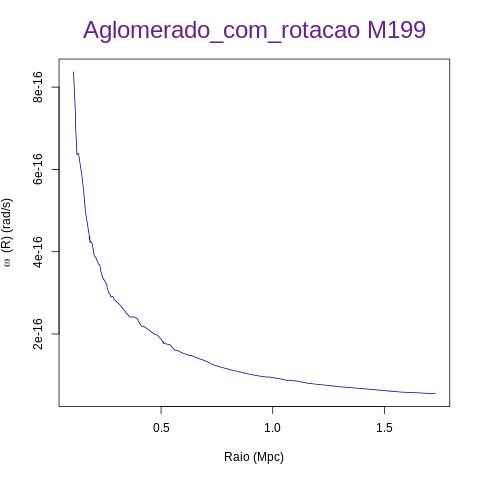 Aglomerado_com_rotacao M199
8e-16
6e-16
4e-16
2e-16
ω (R) (rad/s)
0.5
1.0
1.5
Raio (Mpc)